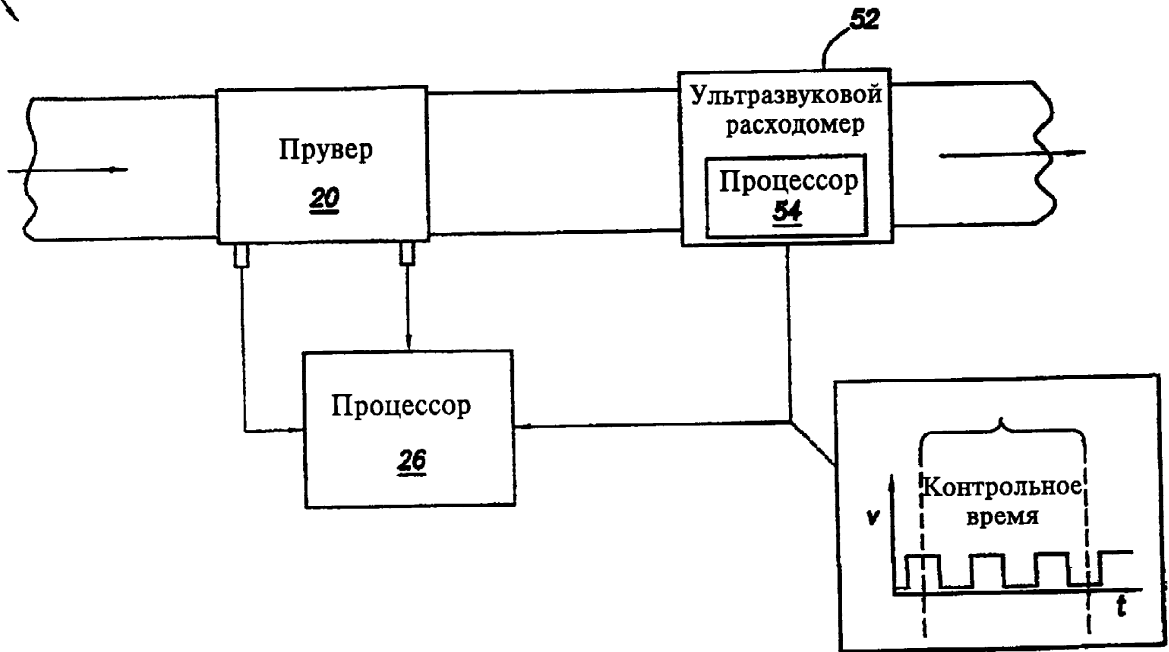 52
Ультразвуковой
расходомер
Прувер
20
Процессор
54
Процессор
26
Контрольное
время
v
t